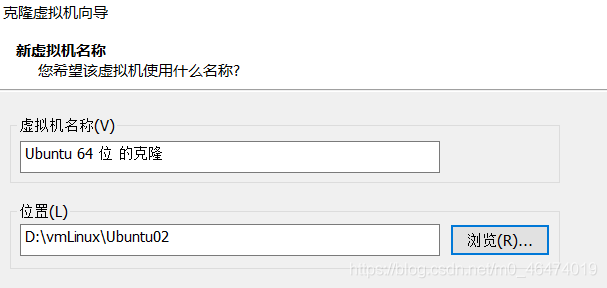 克隆虚拟机向导
新虚拟机名称
您希望该虚拟机使用什么名称?
虚拟机名称(V)
Ubuntu 64 位 的克隆
位置(L)
D:\vmLinux\Ubuntu02
浏览(R)...
https://blog.csdn.net/m0_46474019